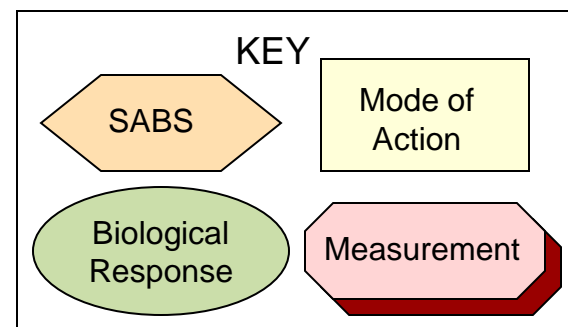 KEY
SABS
Mode of
Action
Biological
Response
Measurement